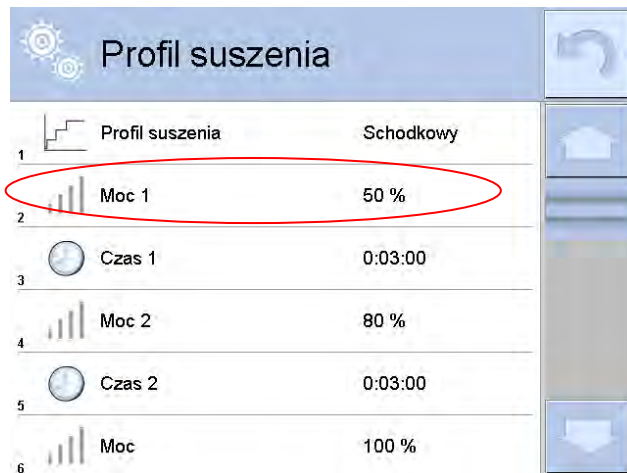 Profil suszenia
1 Profil suszenia Schodkowy
2 Moc 1 50 %
3 Czas 1 0:03:00
4 Moc 2 80 %
5 Czas 2 0:03:00
6 Moc 100 %